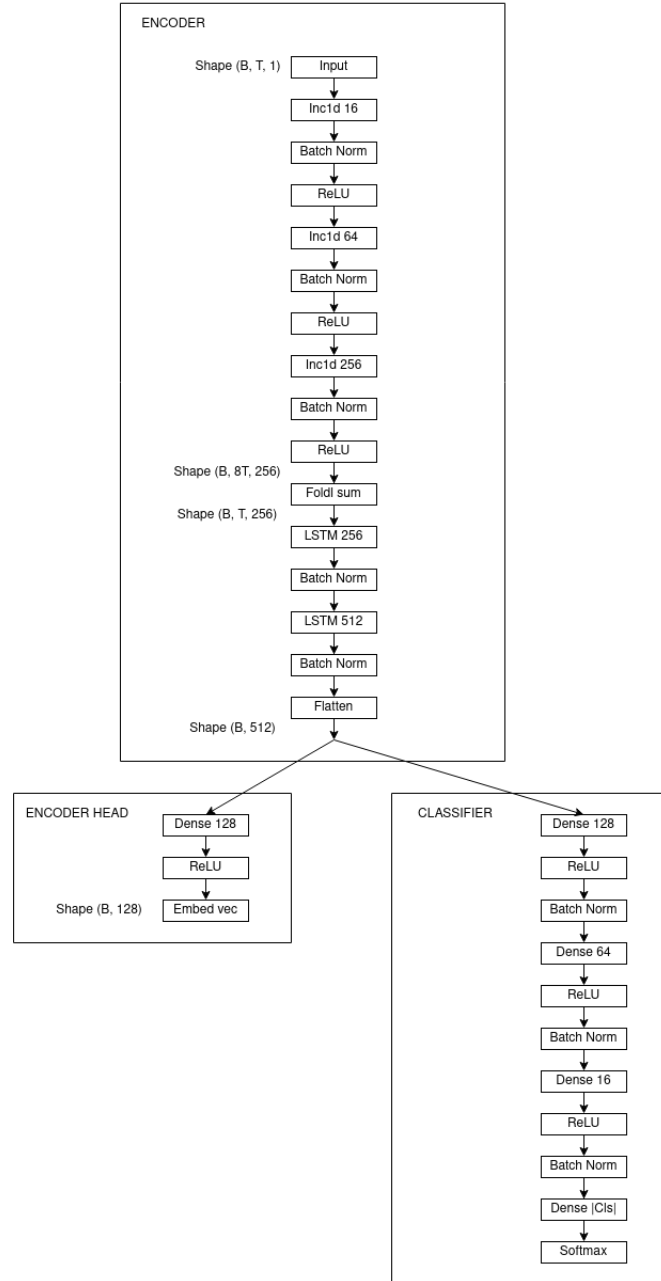 ENCODER
Shape (B, T, 1)
Input
Inc1d 16
Batch Norm
ReLU
Inc1d 64
Batch Norm
ReLU
Inc1d 256
Batch Norm
ReLU
Shape (B, 8T, 256)
Foldl sum
Shape (B, T, 256)
LSTM 256
Batch Norm
LSTM 512
Batch Norm
Flatten
Shape (B, 512)
ENCODER HEAD
Dense 128
ReLU
Shape (B, 128)
Embed vec
CLASSIFIER
Dense 128
ReLU
Batch Norm
Dense 64
ReLU
Batch Norm
Dense 16
ReLU
Batch Norm
Dense |Cls|
Softmax